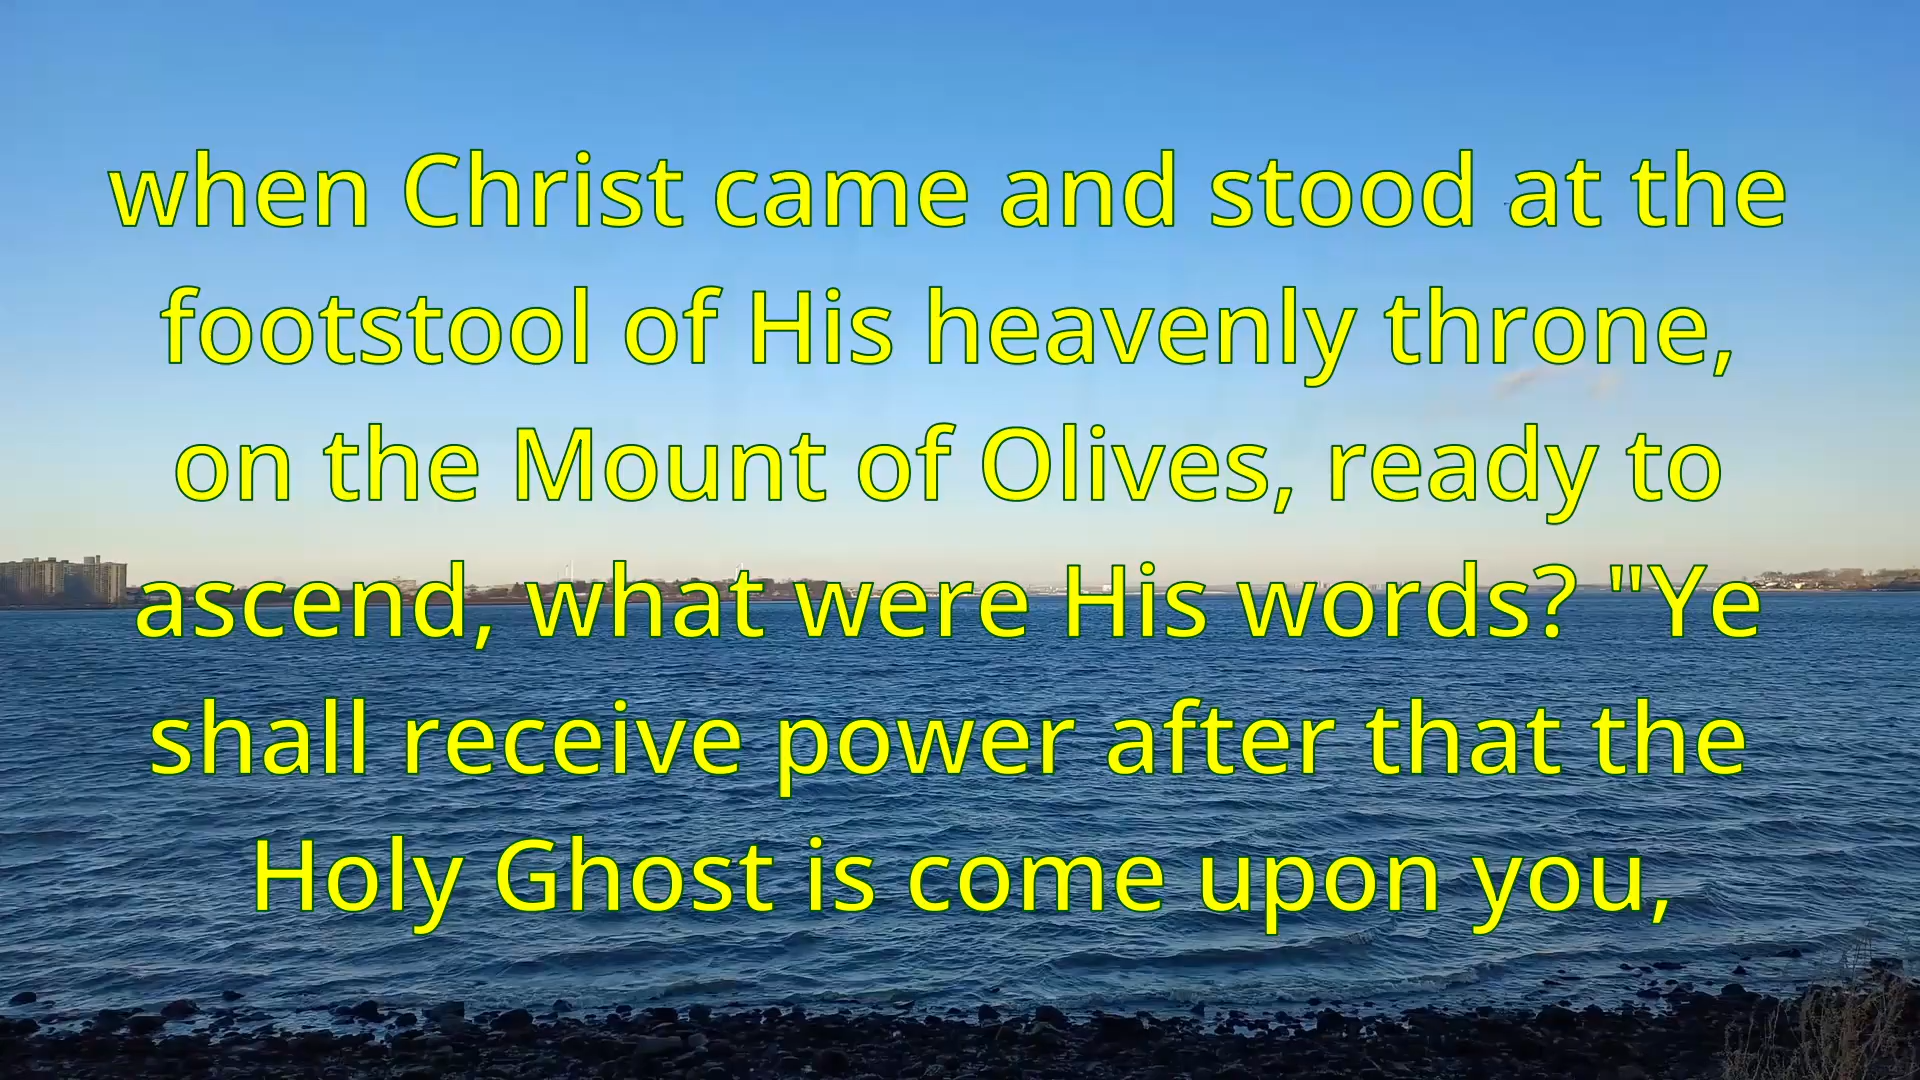 when Christ came and stood at the
footstool of His heavenly throne,
on the Mount of Olives, ready to
ascend, what were His words? "Ye
shall receive power after that the
Holy Ghost is come upon you,